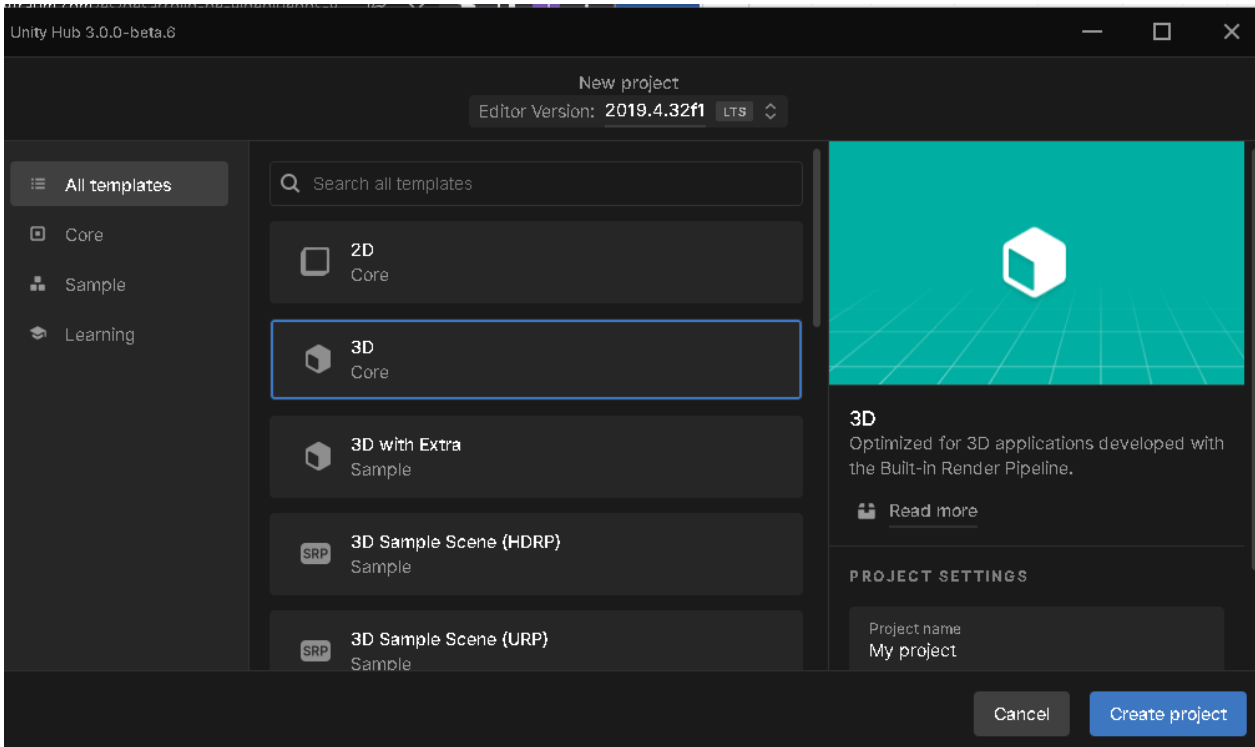 Unity Hub 3.0.0-beta.6
New project
Editor Version: 2019.4.32f1 LTS
All templates
Core
Sample
Learning
Search all templates
2D
Core
3D
Core
3D with Extra
Sample
SRP
3D Sample Scene (HDRP)
Sample
SRP
3D Sample Scene (URP)
Sample
3D
Optimized for 3D applications developed with
the Built-in Render Pipeline.
Read more
PROJECT SETTINGS
Project name
My project
Cancel
Create project